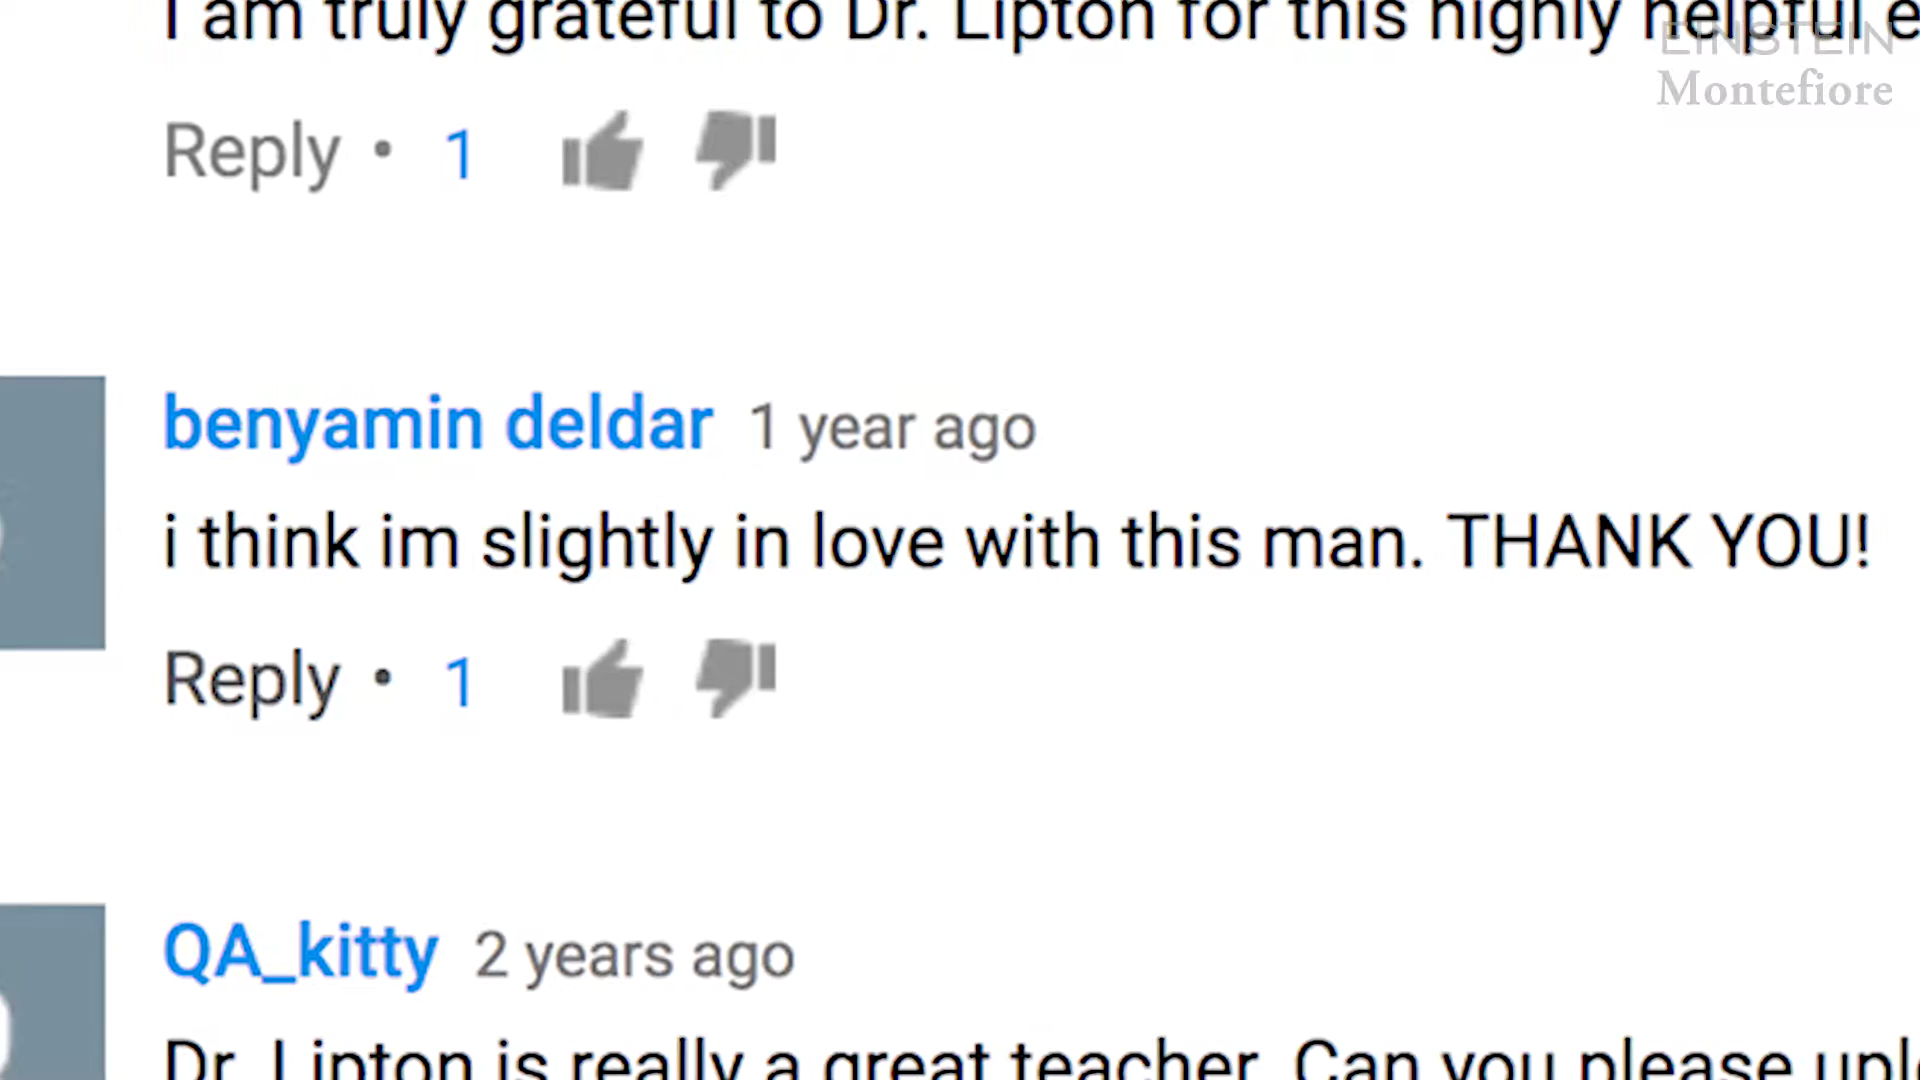 I am truly grateful to Dr. Lipton for this highly helpful
EINSTEIN
Montefiore
Reply • 1
benyamin deldar 1 year ago
i think im slightly in love with this man. THANK YOU!
Reply • 1
QA_kitty 2 years ago
Dr. Lipton is really a great teacher. Can you please